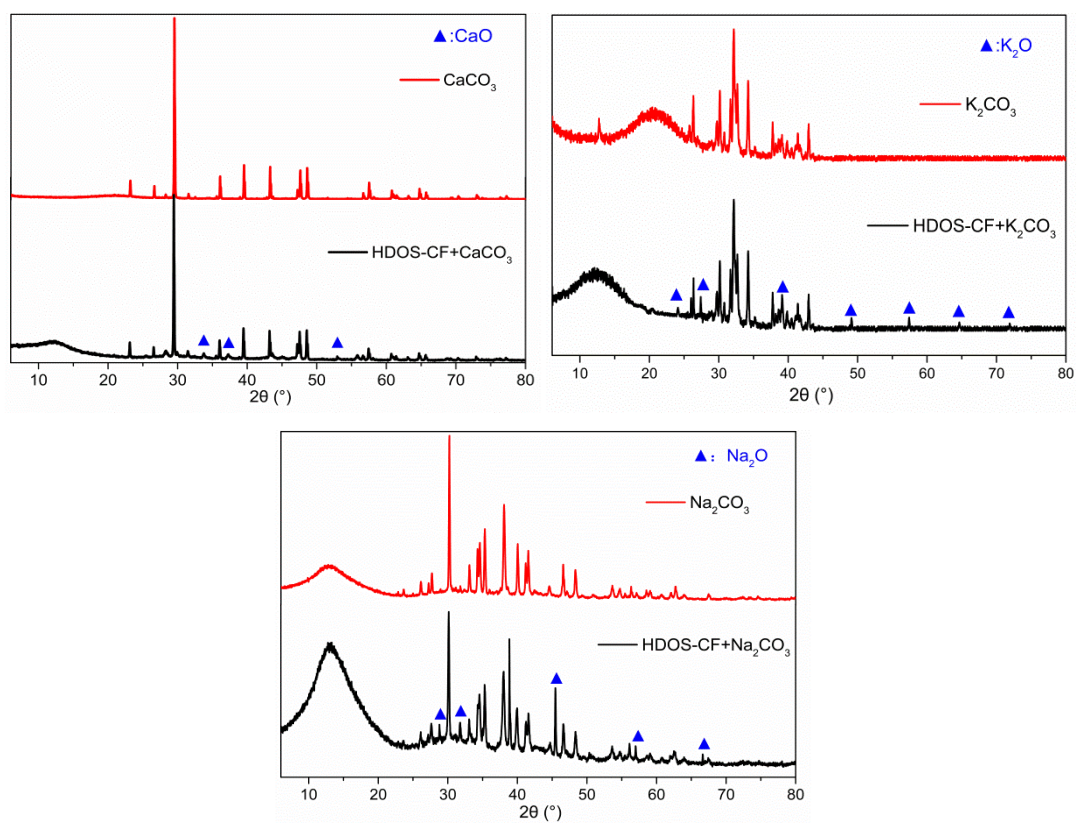 ▲:CaO
CaCO₃
HDOS-CF+CaCO₃
10 20 30 40 50 60 70 80
2θ (°)
▲:K₂O
K₂CO₃
HDOS-CF+K₂CO₃
10 20 30 40 50 60 70 80
2θ (°)
▲: Na₂O
Na₂CO₃
HDOS-CF+Na₂CO₃
10 20 30 40 50 60 70 80
2θ (°)